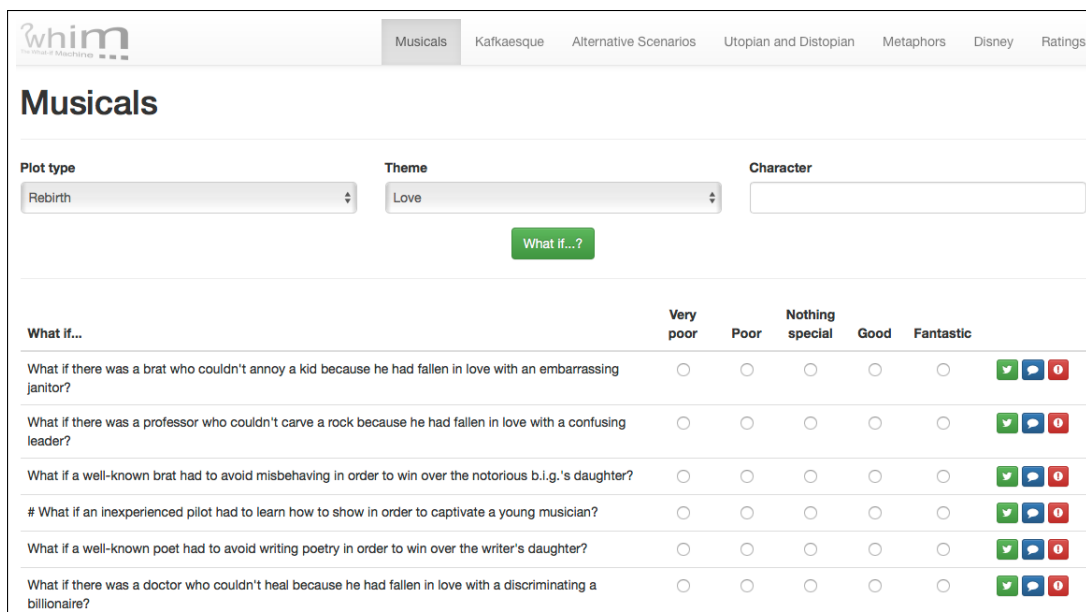 whim
The What-if Machine
Musicals Kafkaesque Alternative Scenarios Utopian and Distopian Metaphors Disney Ratings
Musicals
Plot type Theme Character
Rebirth Love
What if...?
What if... Very poor Poor Nothing special Good Fantastic
What if there was a brat who couldn't annoy a kid because he had fallen in love with an embarrassing
janitor?
What if there was a professor who couldn't carve a rock because he had fallen in love with a confusing
leader?
What if a well-known brat had to avoid misbehaving in order to win over the notorious b.i.g.'s daughter?
# What if an inexperienced pilot had to learn how to show in order to captivate a young musician?
What if a well-known poet had to avoid writing poetry in order to win over the writer's daughter?
What if there was a doctor who couldn't heal because he had fallen in love with a discriminating a
billionaire?